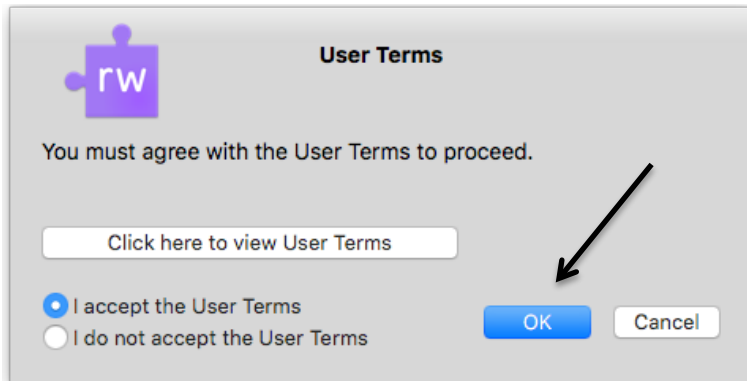 rw
User Terms
You must agree with the User Terms to proceed.
Click here to view User Terms
I accept the User Terms
I do not accept the User Terms
OK
Cancel